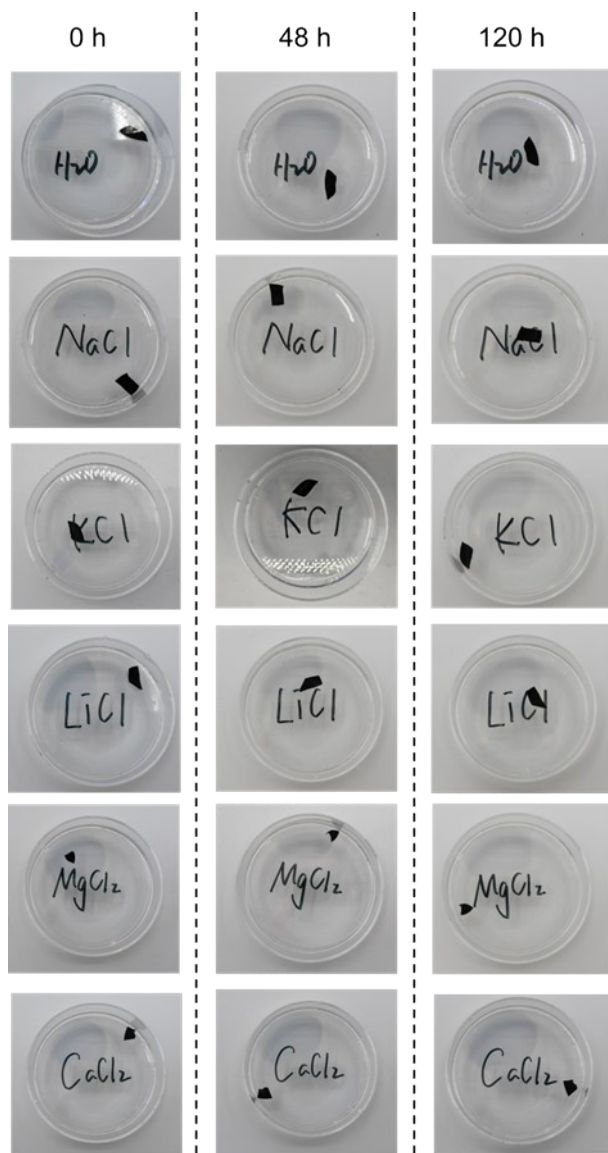 0 h 48 h 120 h
H2O H2O H2O
NaCl NaCl NaCl
KCl KCl KCl
LiCl LiCl LiCl
MgCl2 MgCl2 MgCl2
CaCl2 CaCl2 CaCl2